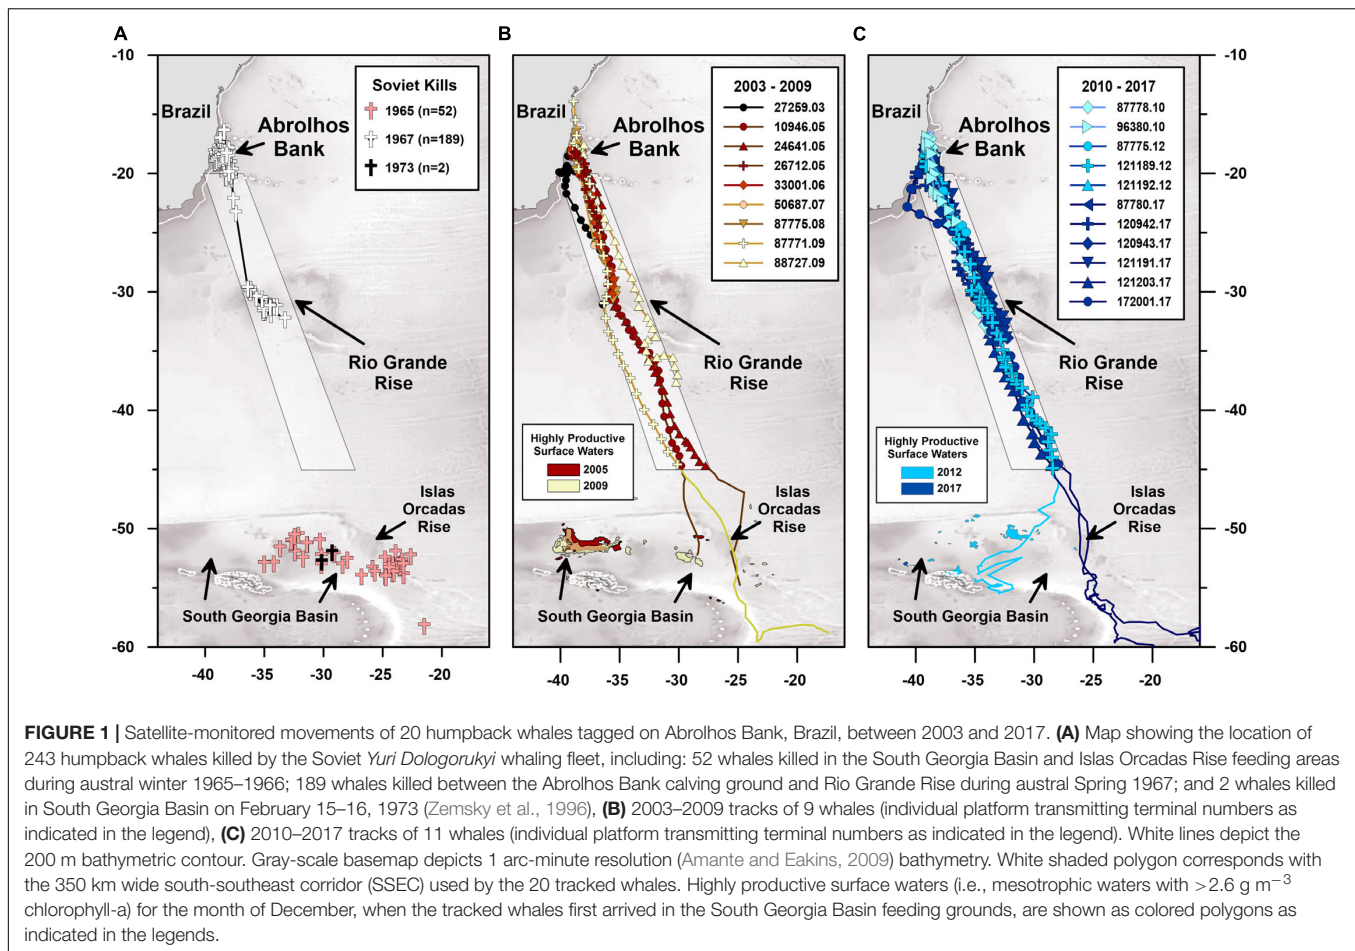 A
-10
-20
-30
-40
-50
-60
-40
-35
-30
-25
-20
Brazil
Abrolhos
Bank
Soviet Kills
1965 (n=52)
1967 (n=189)
1973 (n=2)
Rio Grande
Rise
Islas
Orcadas
Rise
South Georgia Basin
B
Brazil
Abrolhos
Bank
2003 - 2009
27259.03
10946.05
24641.05
26712.05
33001.06
50687.07
87775.08
87771.09
88727.09
Rio Grande
Rise
Highly Productive
Surface Waters
2005
2009
Islas
Orcadas
Rise
South Georgia Basin
-40
-35
-30
-25
-20
C
Brazil
Abrolhos
Bank
2010 - 2017
87778.10
96380.10
87775.12
121189.12
121192.12
87780.17
120942.17
120943.17
121191.17
121203.17
172001.17
Rio Grande
Rise
Highly Productive
Surface Waters
2012
2017
Islas
Orcadas
Rise
South Georgia Basin
-10
-20
-30
-40
-50
-60
-40
-35
-30
-25
-20
FIGURE 1 | Satellite-monitored movements of 20 humpback whales tagged on Abrolhos Bank, Brazil, between 2003 and 2017. (A) Map showing the location of
243 humpback whales killed by the Soviet Yuri Dologorukyi whaling fleet, including: 52 whales killed in the South Georgia Basin and Islas Orcadas Rise feeding areas
during austral winter 1965–1966; 189 whales killed between the Abrolhos Bank calving ground and Rio Grande Rise during austral Spring 1967; and 2 whales killed
in South Georgia Basin on February 15–16, 1973 (Zemsky et al., 1996), (B) 2003–2009 tracks of 9 whales (individual platform transmitting terminal numbers as
indicated in the legend), (C) 2010–2017 tracks of 11 whales (individual platform transmitting terminal numbers as indicated in the legend). White lines depict the
200 m bathymetric contour. Gray-scale basemap depicts 1 arc-minute resolution (Amante and Eakins, 2009) bathymetry. White shaded polygon corresponds with
the 350 km wide south-southeast corridor (SSEC) used by the 20 tracked whales. Highly productive surface waters (i.e., mesotrophic waters with >2.6 g m⁻³
chlorophyll-a) for the month of December, when the tracked whales first arrived in the South Georgia Basin feeding grounds, are shown as colored polygons as
indicated in the legends.